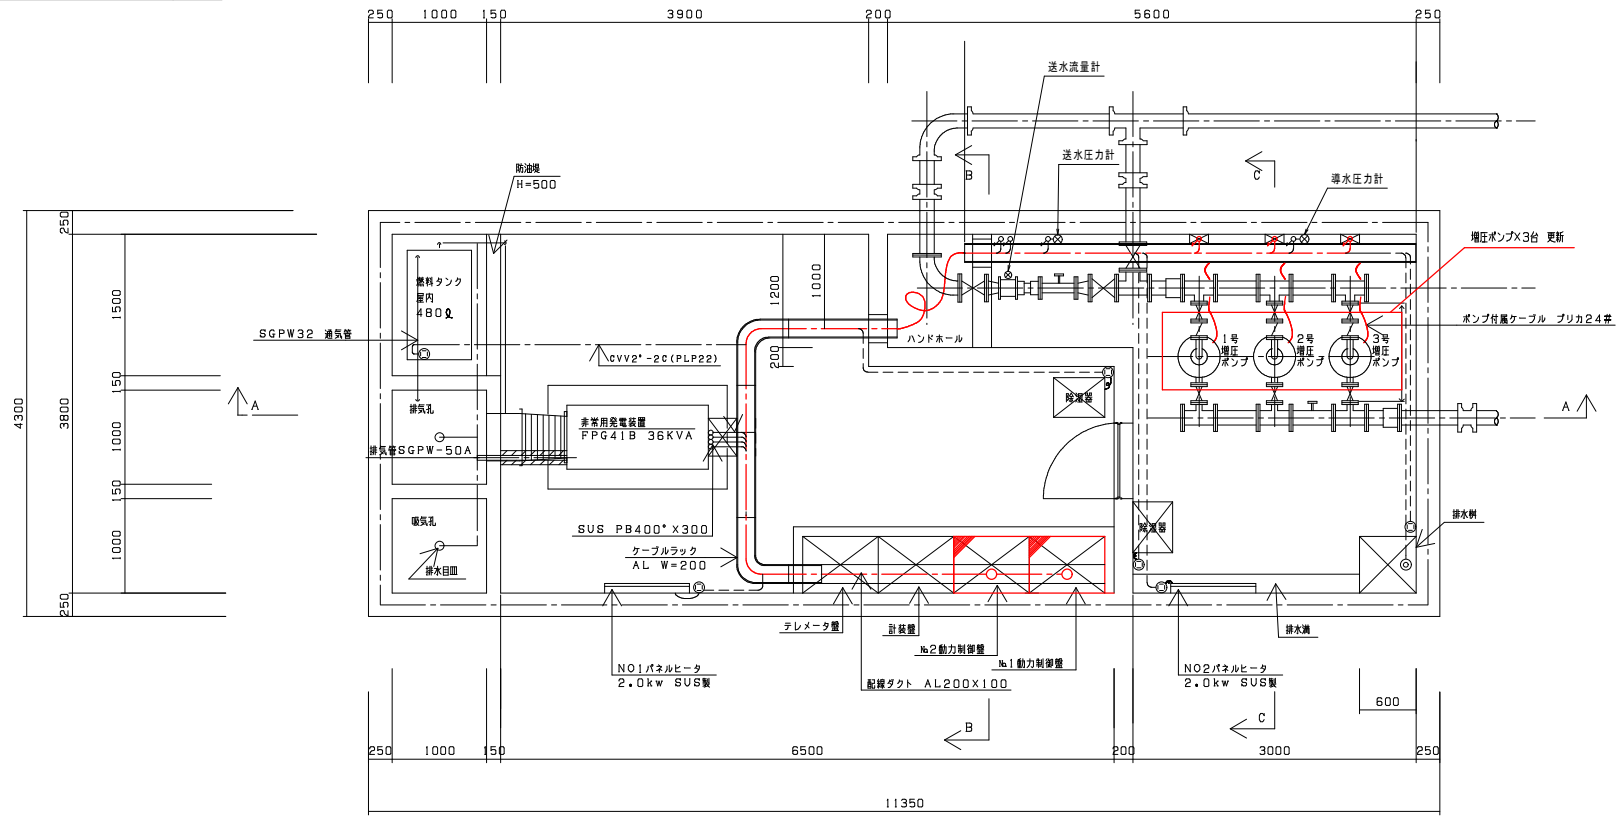 250
1000
150
3900
200
5600
250
送水流量計
送水圧力計
導水圧力計
B
C
防油堤
H=500
増圧ポンプ×3台 更新
250
1500
150
1000
150
1000
250
3800
4300
燃料タンク
屋内
480ℓ
SGPW32 通気管
1200
1000
200
CVV2°-2C(PLP22)
ハンドホール
ポンプ付属ケーブル プリカ24#
1号
増圧
ポンプ
2号
増圧
ポンプ
3号
増圧
ポンプ
除湿器
A
A
排気孔
非常用発電装置
FPG41B 36KVA
排気管SGPW-50A
吸気孔
排水目皿
SUS PB400°×300
ケーブルラック
AL W=200
除湿器
排水樹
テレメータ盤
計装盤
№2動力制御盤
№1動力制御盤
配線ダクト AL200×100
排水溝
NO1パネルヒータ
2.0kw SUS製
NO2パネルヒータ
2.0kw SUS製
600
B
C
250
1000
150
6500
200
3000
250
11350